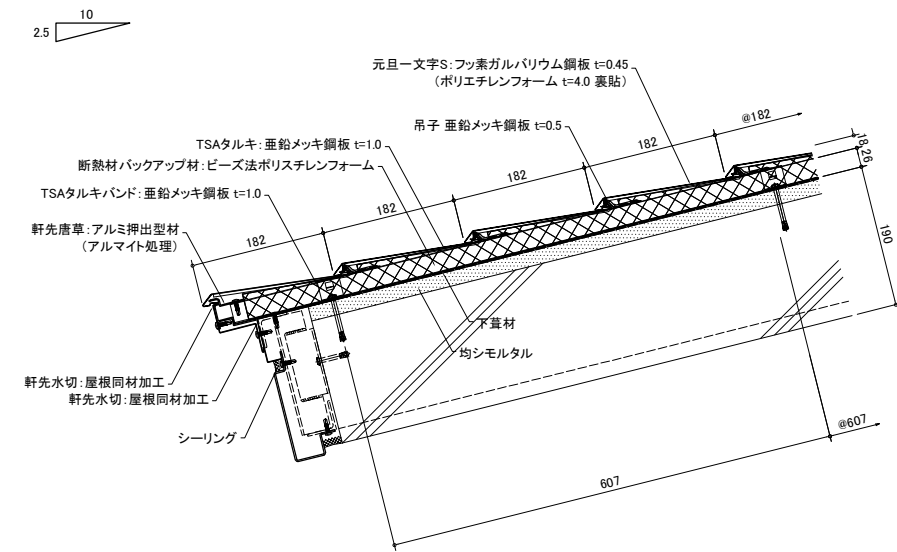 10
2.5
元旦一文字S：フッ素ガルバリウム鋼板 t=0.45
（ポリエチレンフォーム t=4.0 裏貼）
吊子 亜鉛メッキ鋼板 t=0.5
@182
TSAタルキ：亜鉛メッキ鋼板 t=1.0
断熱材バックアップ材：ビーズ法ポリスチレンフォーム
TSAタルキバンド：亜鉛メッキ鋼板 t=1.0
軒先唐草：アルミ押出型材
（アルマイト処理）
182
182
182
182
18.26
190
下葺材
均シモルタル
軒先水切：屋根同材加工
軒先水切：屋根同材加工
シーリング
@607
607